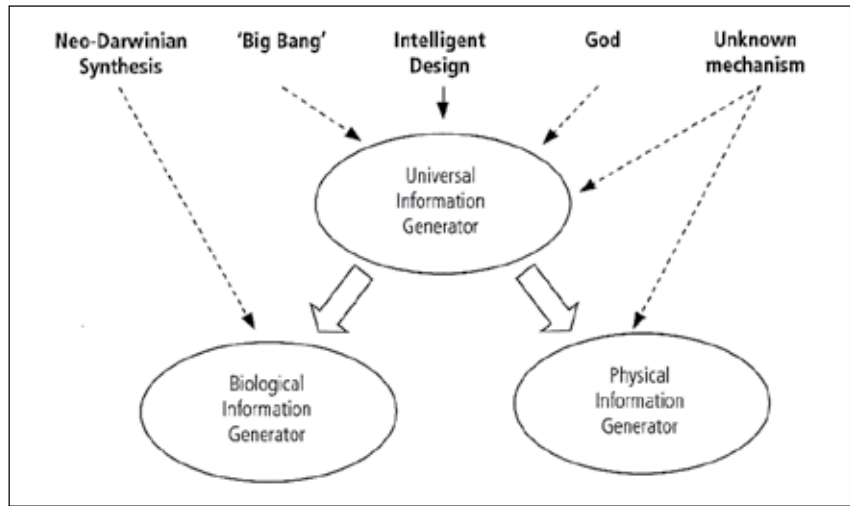 Neo-Darwinian
Synthesis
‘Big Bang’
Intelligent
Design
God
Unknown
mechanism
Universal
Information
Generator
Biological
Information
Generator
Physical
Information
Generator